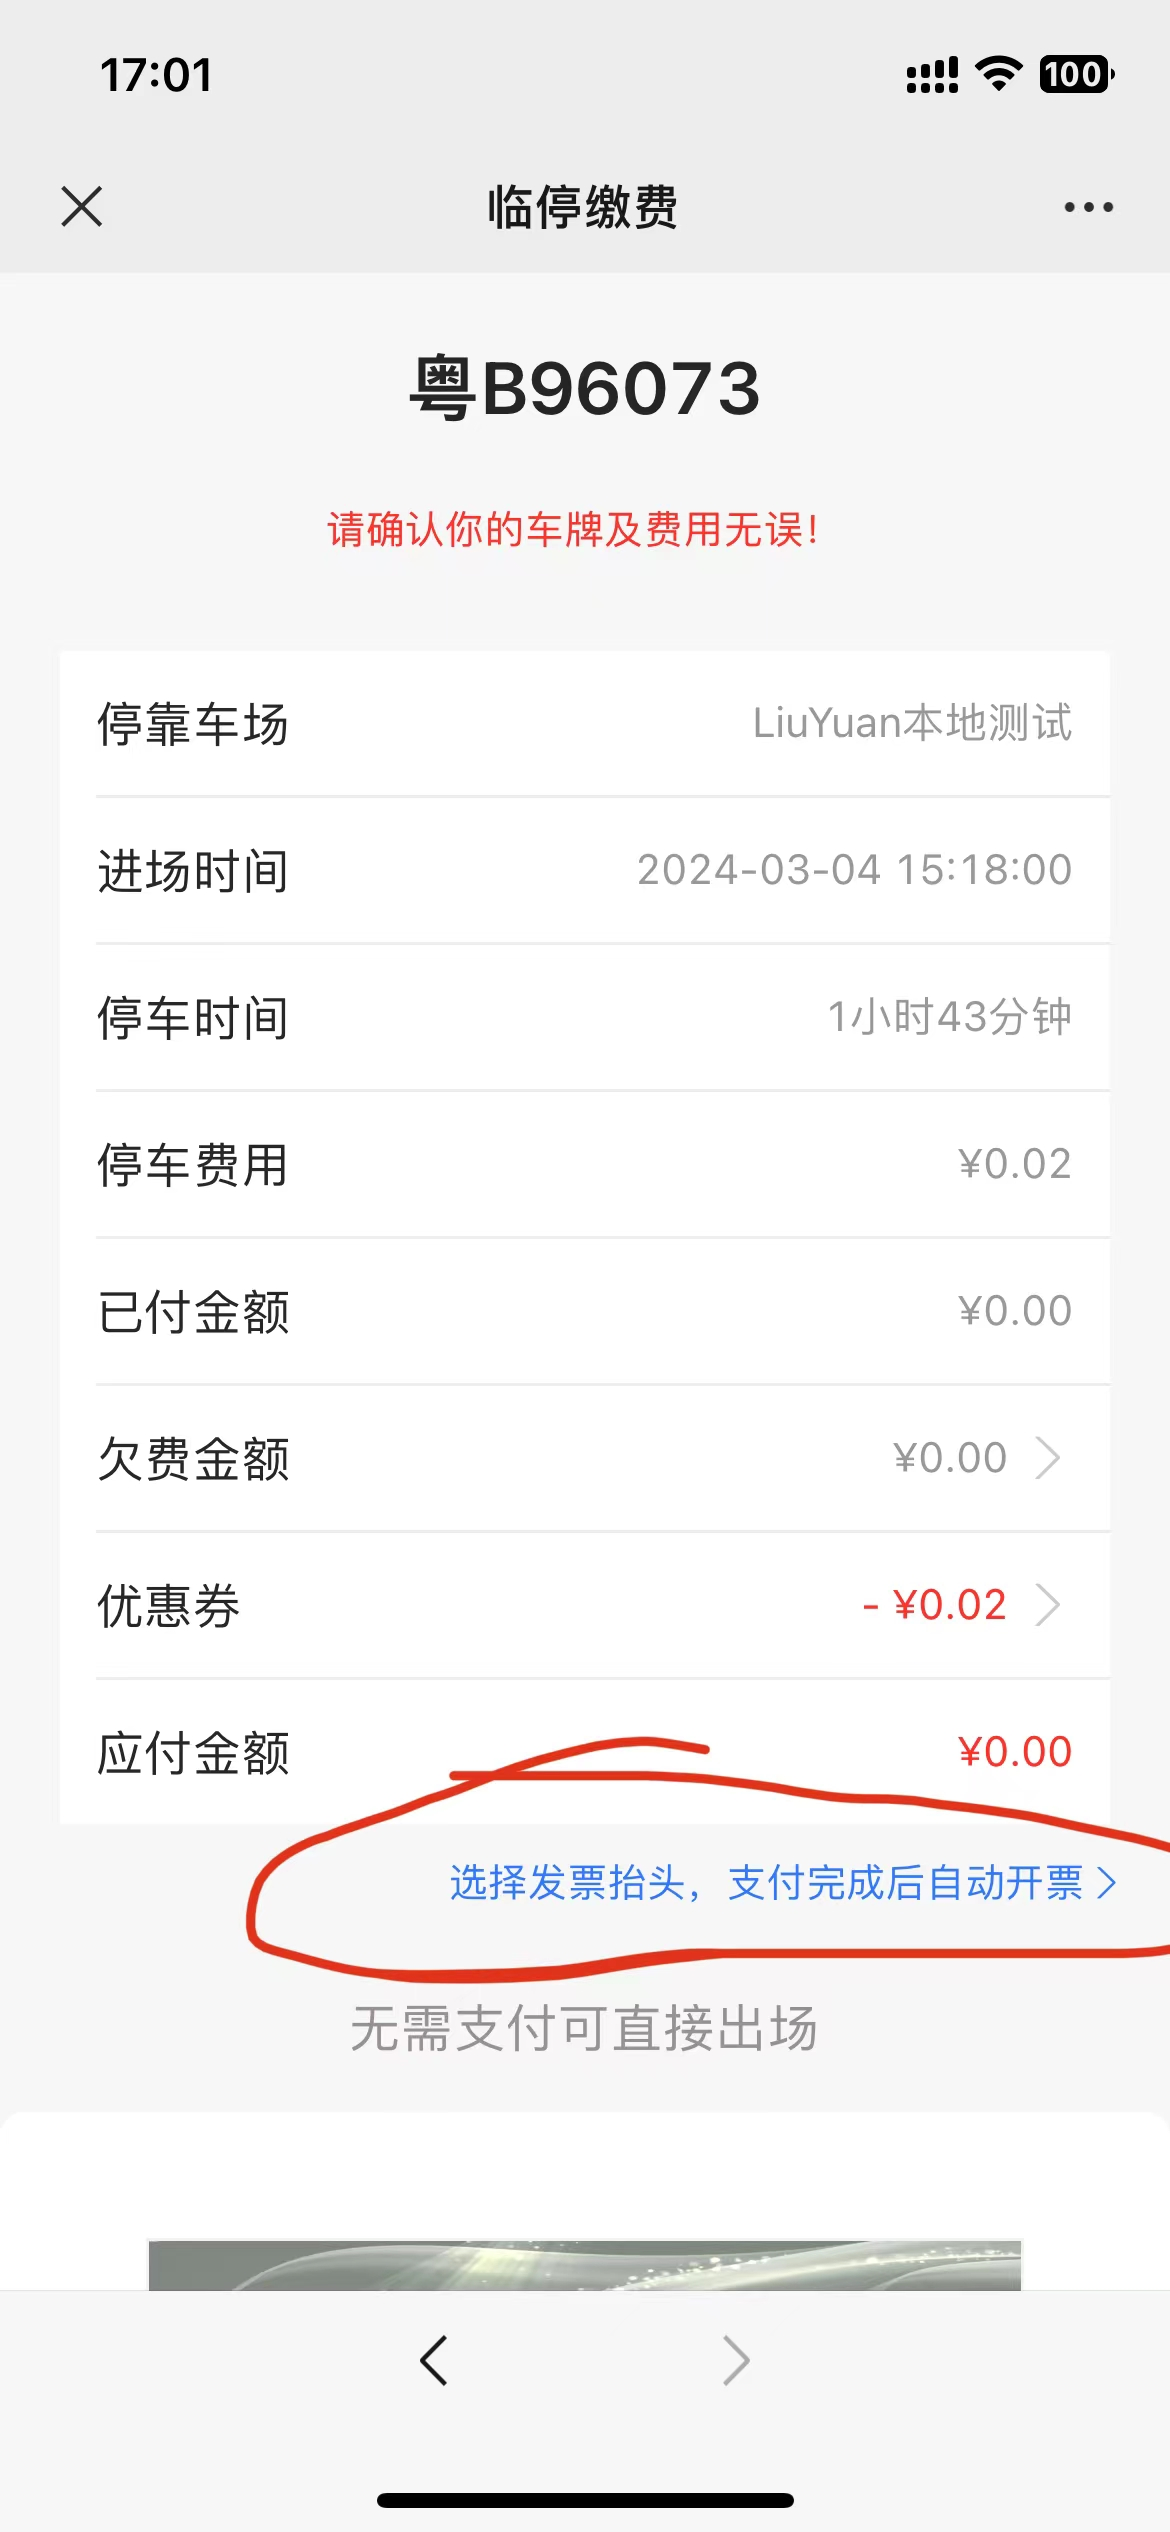 17:01
100
临停缴费
粤B96073
请确认你的车牌及费用无误!
停靠车场 LiuYuan本地测试
进场时间 2024-03-04 15:18:00
停车时间 1小时43分钟
停车费用 ¥0.02
已付金额 ¥0.00
欠费金额 ¥0.00
优惠券 - ¥0.02
应付金额 ¥0.00
选择发票抬头，支付完成后自动开票
无需支付可直接出场